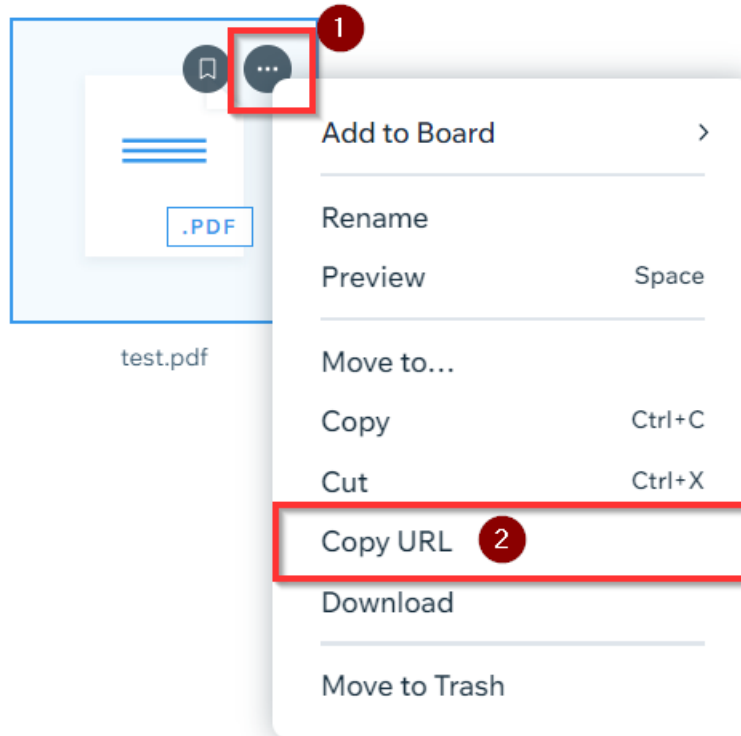 1
...
.PDF
test.pdf
Add to Board >
Rename
Preview Space
Move to...
Copy Ctrl+C
Cut Ctrl+X
Copy URL 2
Download
Move to Trash